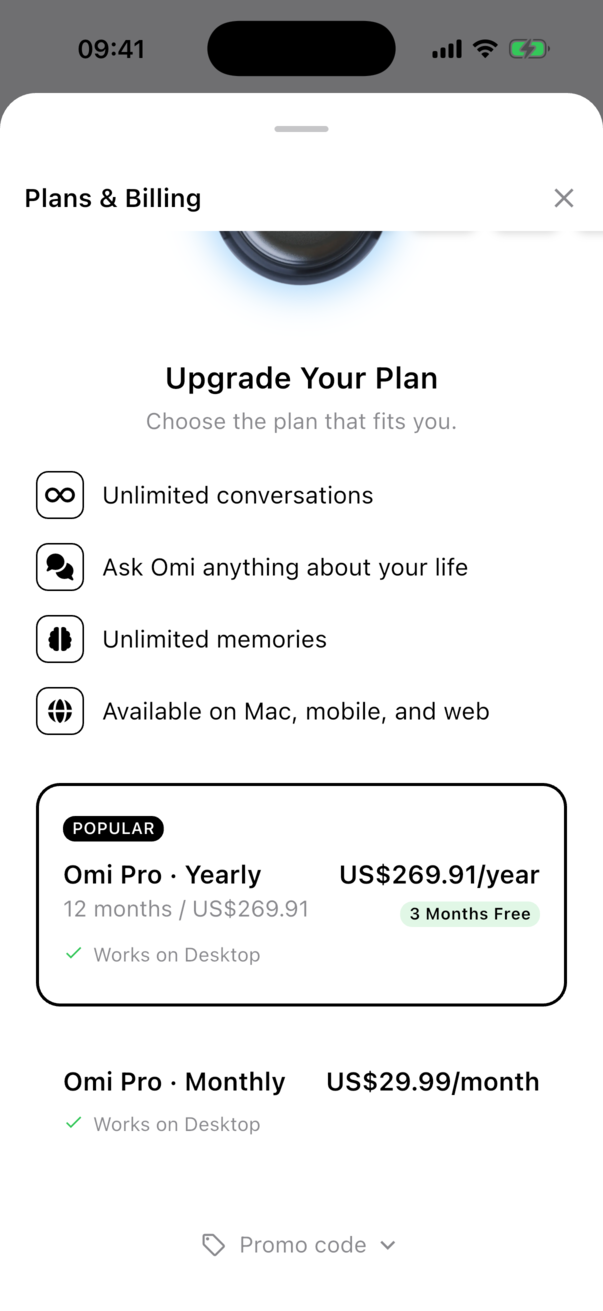 09:41
Plans & Billing
Upgrade Your Plan
Choose the plan that fits you.
Unlimited conversations
Ask Omi anything about your life
Unlimited memories
Available on Mac, mobile, and web
POPULAR
Omi Pro · Yearly US$269.91/year
12 months / US$269.91 3 Months Free
Works on Desktop
Omi Pro · Monthly US$29.99/month
Works on Desktop
Promo code